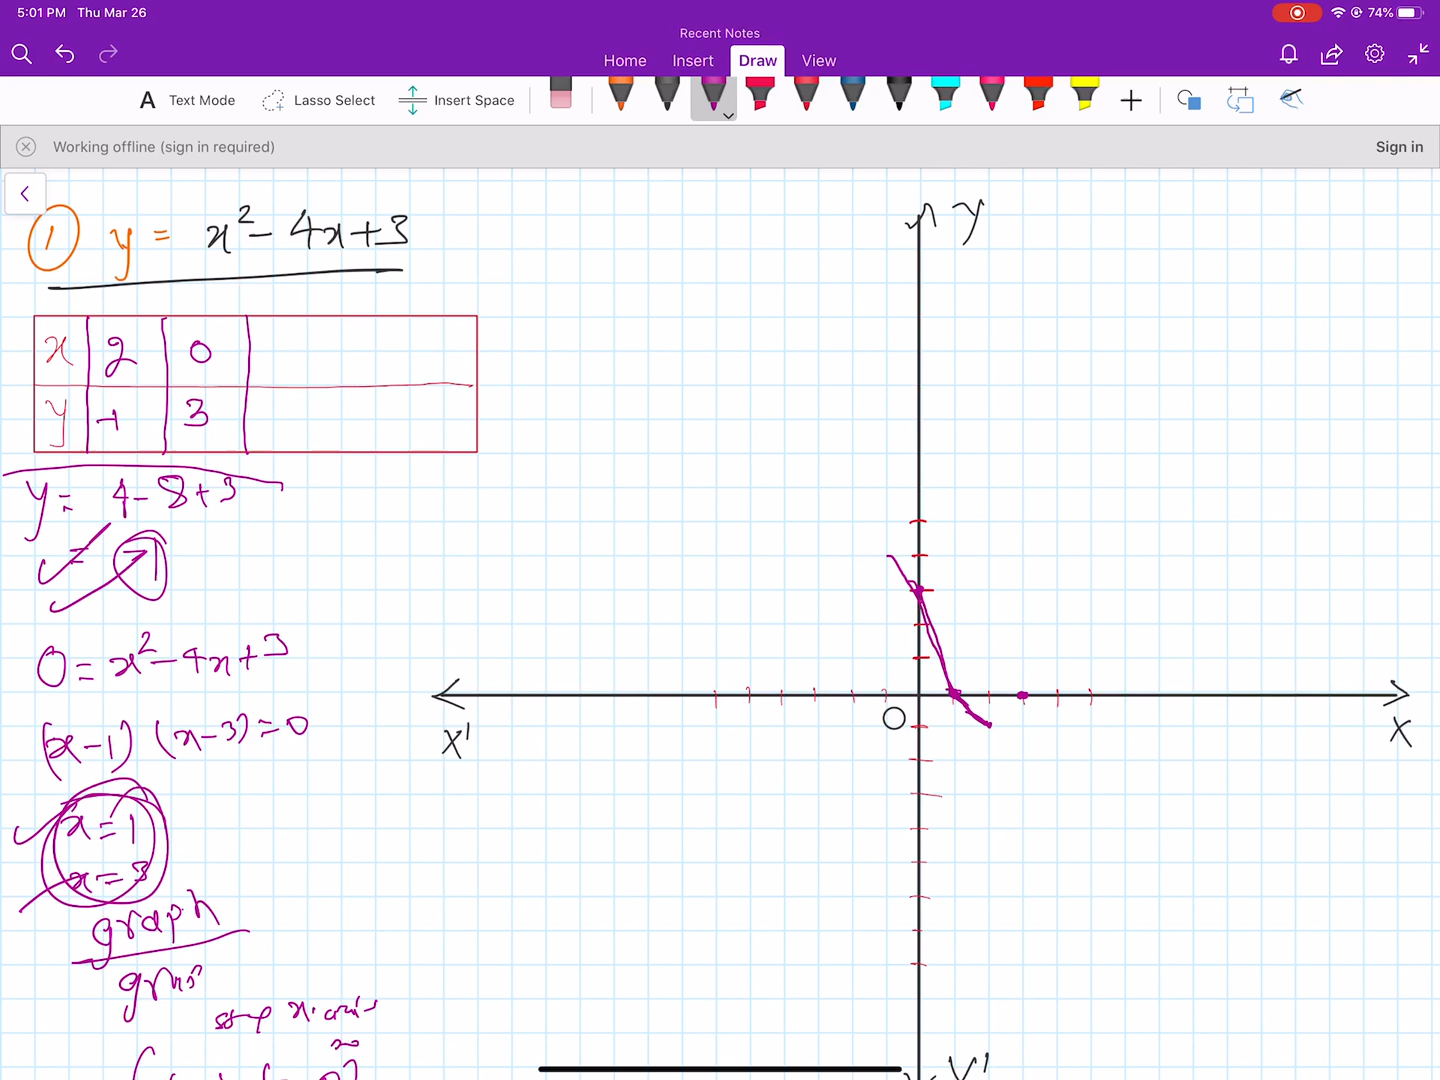 5:01 PM Thu Mar 26
74%
Recent Notes
Home Insert Draw View
A Text Mode Lasso Select Insert Space
Working offline (sign in required) Sign in
① y = x² - 4x + 3
x 2 0
y -1 3
y = 4 - 8 + 3
= -1
0 = x² - 4x + 3
(x - 1) (x - 3) = 0
x = 1
x = 3
graph
y
O
X' X
Y'